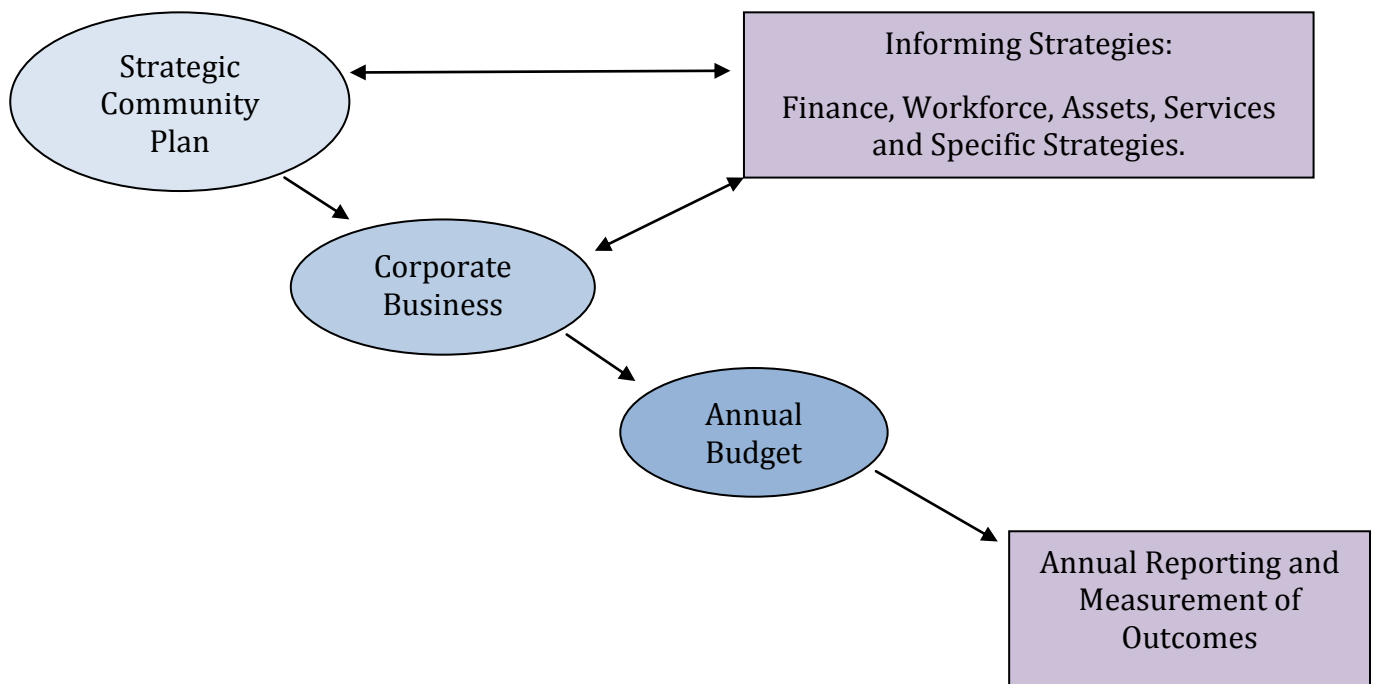 Strategic
Community
Plan
Informing Strategies:
Finance, Workforce, Assets, Services
and Specific Strategies.
Corporate
Business
Annual
Budget
Annual Reporting and
Measurement of
Outcomes